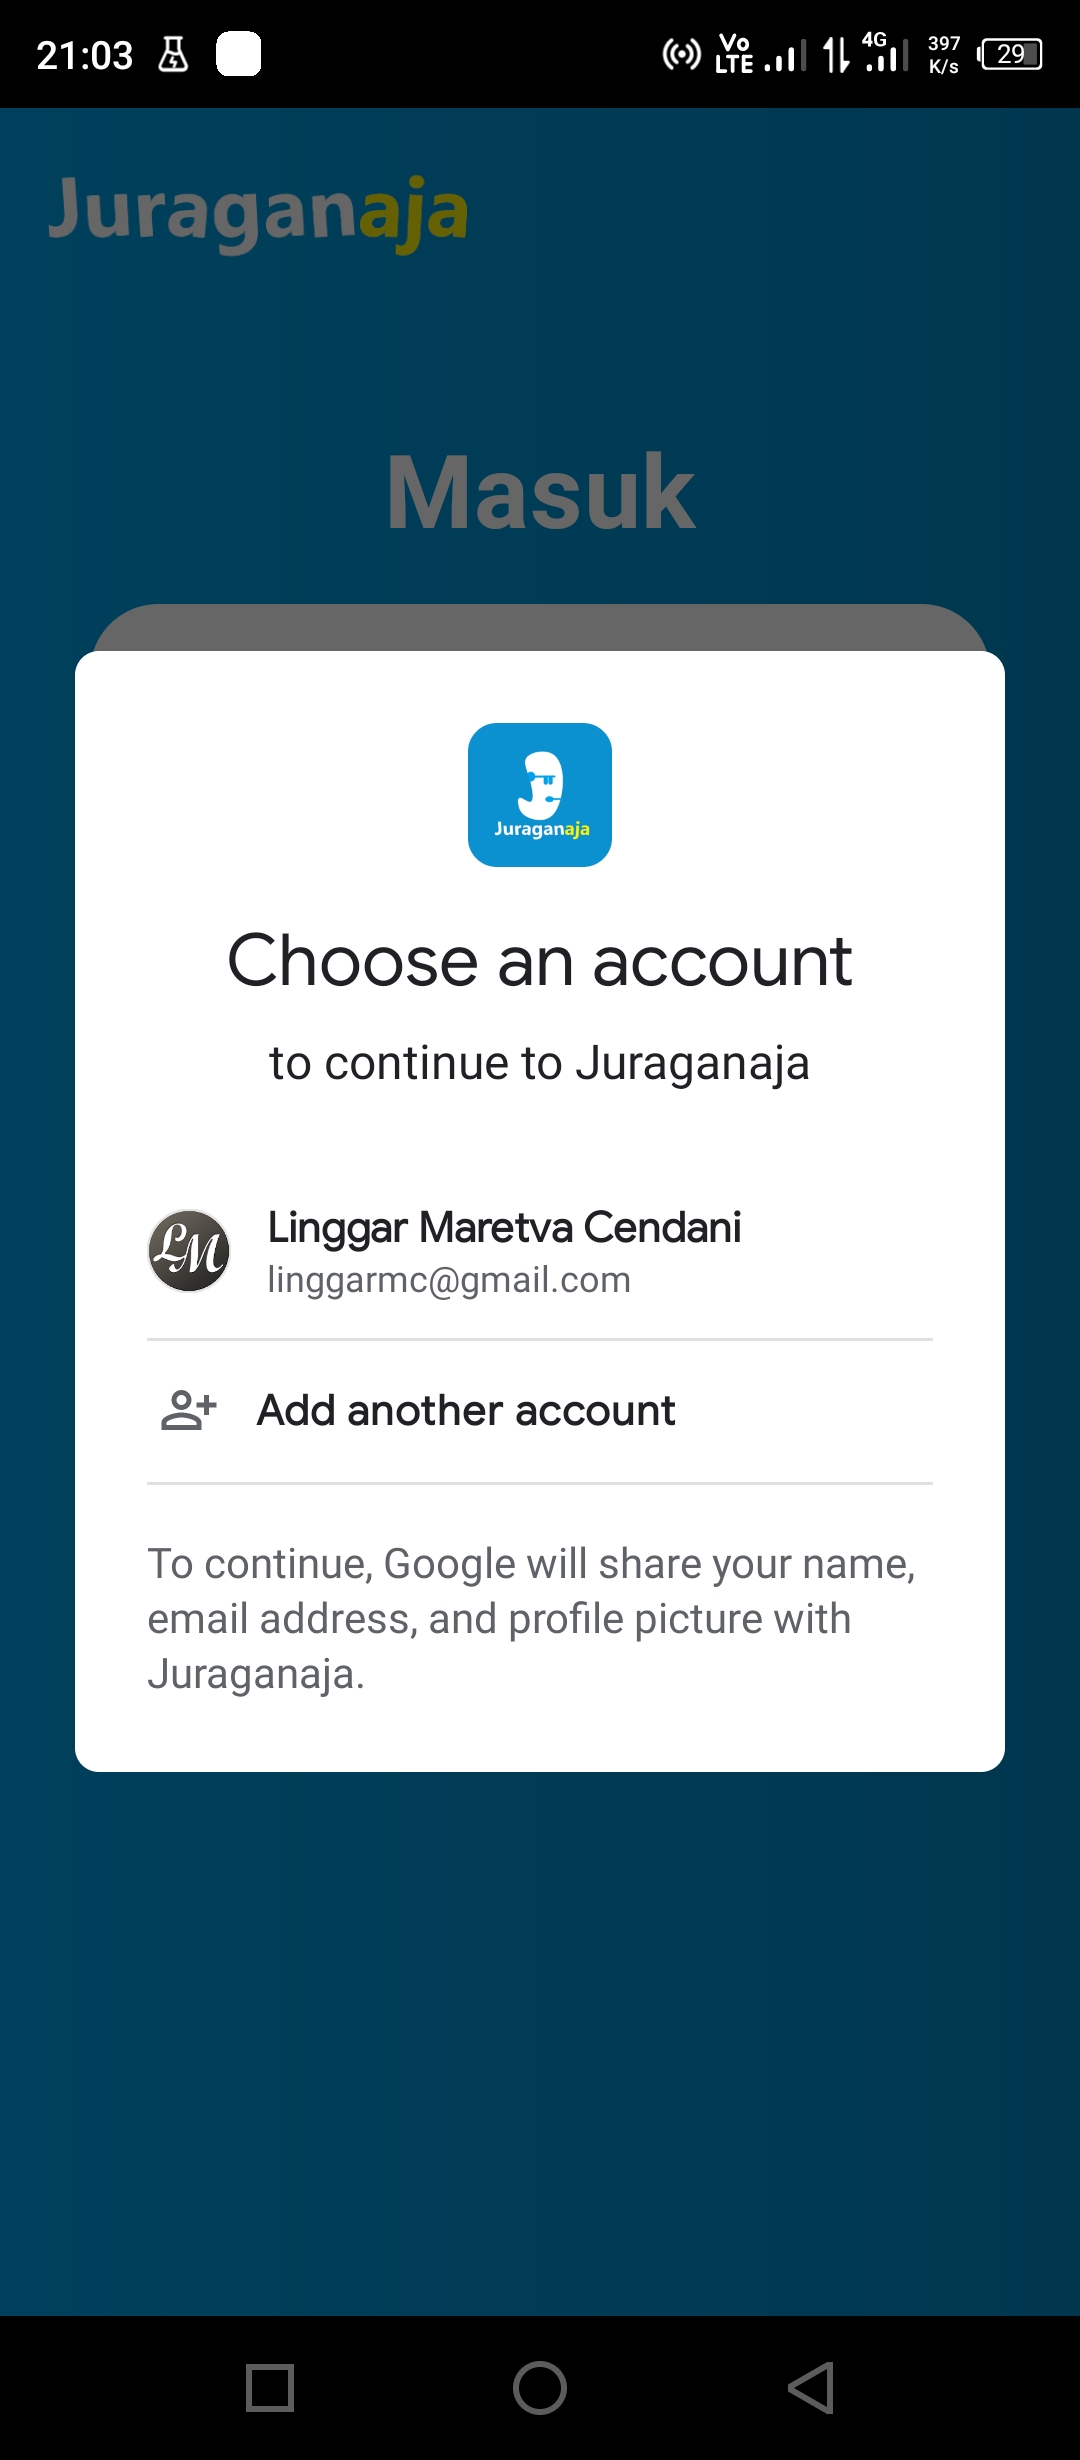 21:03
Vo LTE 4G 397 K/s 29
Juraganaja
Masuk
Juraganaja
Choose an account
to continue to Juraganaja
LM
Linggar Maretva Cendani
linggarmc@gmail.com
Add another account
To continue, Google will share your name,
email address, and profile picture with
Juraganaja.